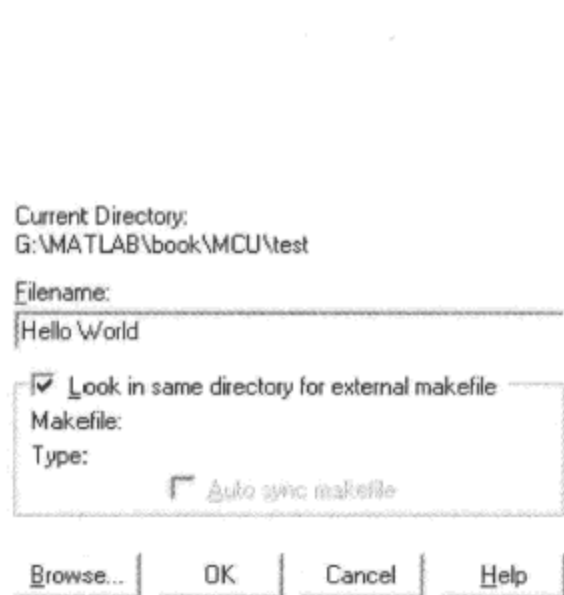 Current Directory:
G:\MATLAB\book\MCU\test
Filename:
Hello World
Look in same directory for external makefile
Makefile:
Type:
Auto sync makefile
Browse... OK Cancel Help